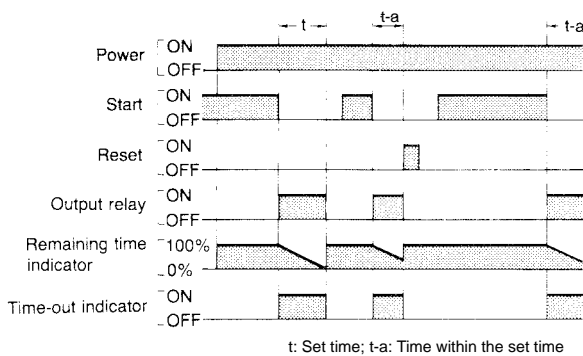 t t-a t-a
Power ON
OFF
Start ON
OFF
Reset ON
OFF
Output relay ON
OFF
Remaining time indicator 100%
0%
Time-out indicator ON
OFF
t: Set time; t-a: Time within the set time